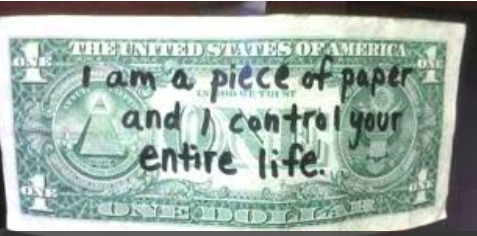 THE UNITED STATES OF AMERICA
ONE ONE
I am a piece of paper
IN GOD WE TRUST
and I control your
entire life.
ONE
ONE ONE
ONE DOLLAR